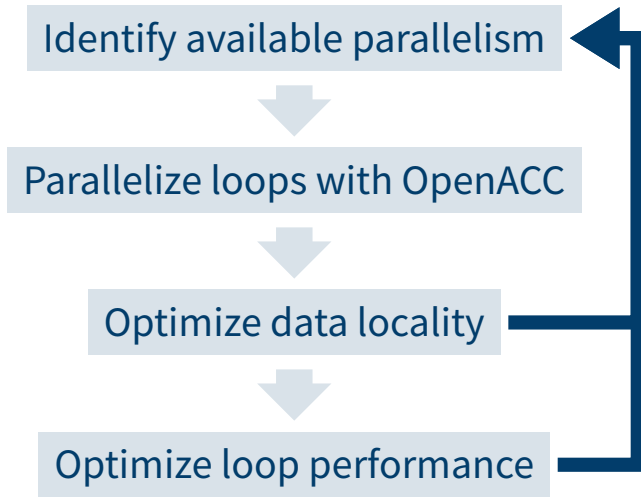 Identify available parallelism
Parallelize loops with OpenACC
Optimize data locality
Optimize loop performance